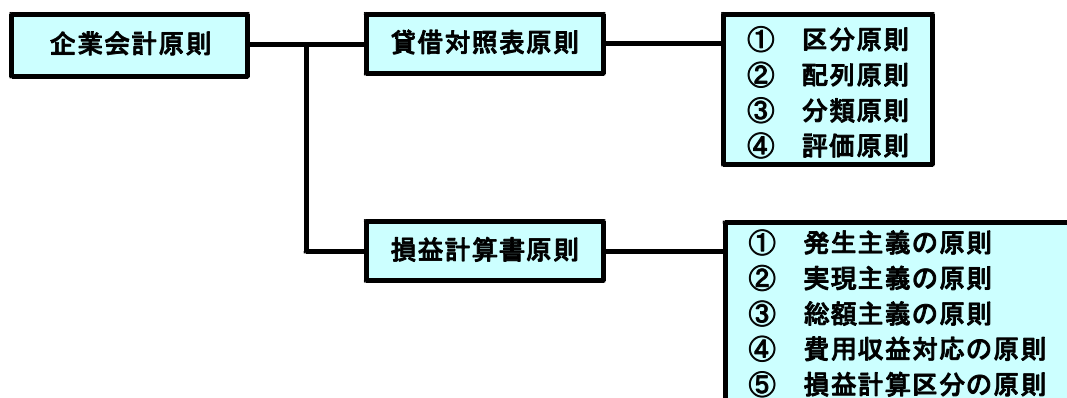 企業会計原則
貸借対照表原則
① 区分原則
② 配列原則
③ 分類原則
④ 評価原則
損益計算書原則
① 発生主義の原則
② 実現主義の原則
③ 総額主義の原則
④ 費用収益対応の原則
⑤ 損益計算区分の原則